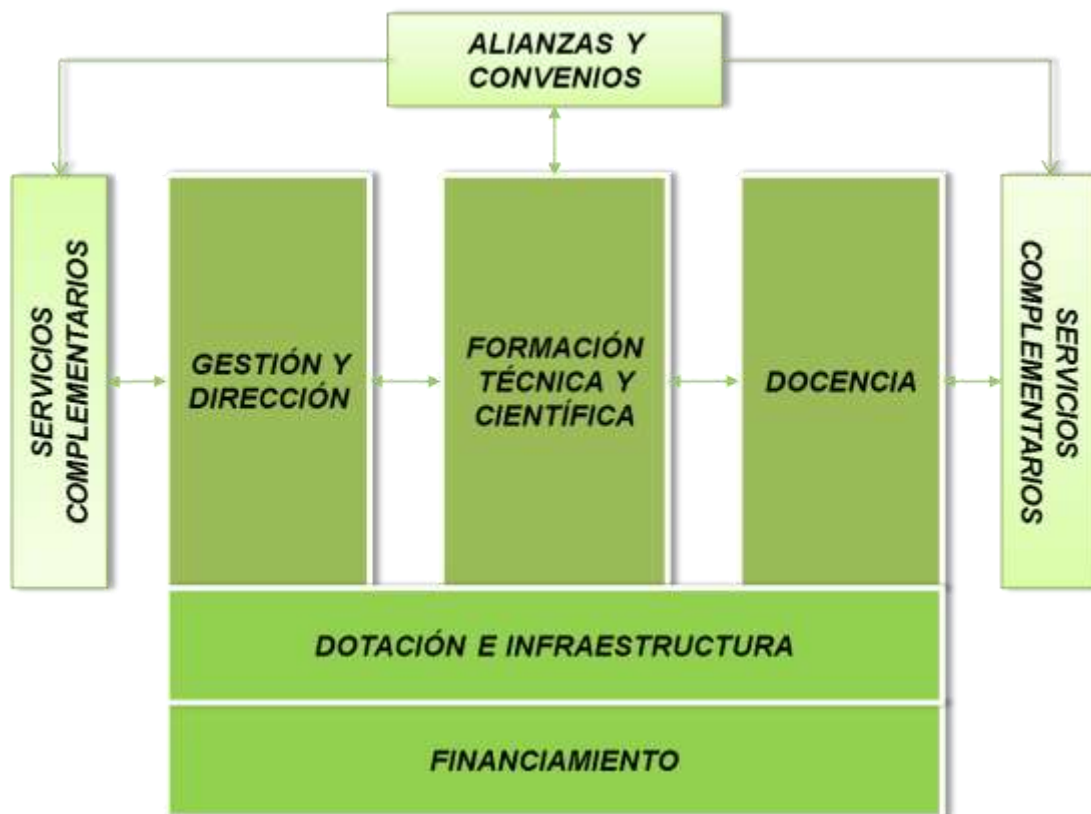 ALIANZAS Y
CONVENIOS
SERVICIOS
COMPLEMENTARIOS
GESTIÓN Y
DIRECCIÓN
FORMACIÓN
TÉCNICA Y
CIENTÍFICA
DOCENCIA
SERVICIOS
COMPLEMENTARIOS
DOTACIÓN E INFRAESTRUCTURA
FINANCIAMIENTO